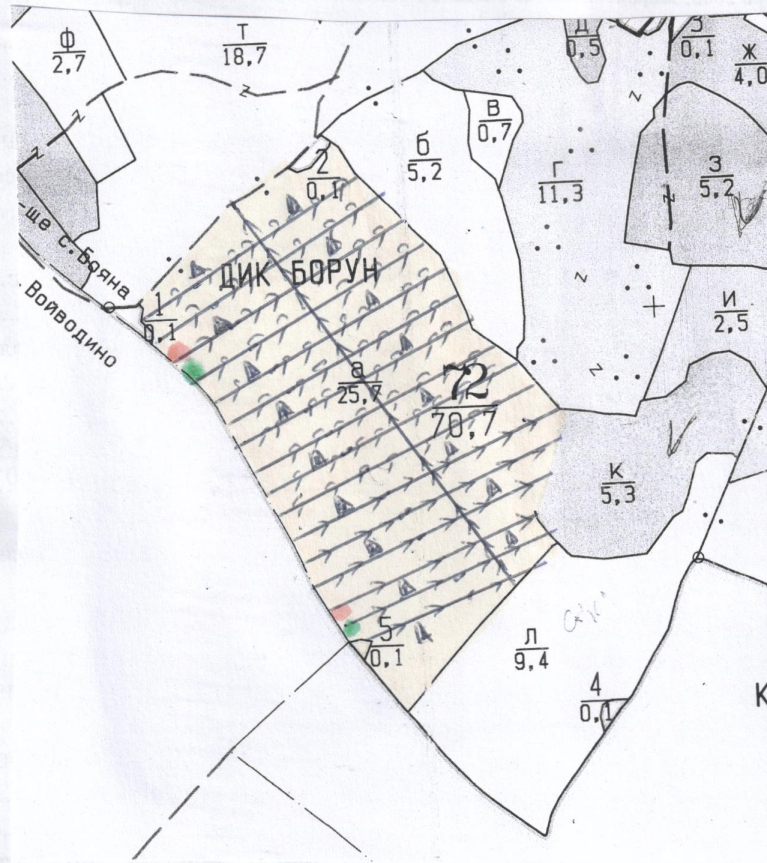 ф
2,7
Т
18,7
Д
0,5
З
0,1
Ж
4,0
В
0,7
б
5,2
Г
11,3
З
5,2
2
0,1
-ще с. Бояна
Войводино
1
0,1
ДИК БОРУН
И
2,5
а
25,7
72
70,7
К
5,3
5
0,1
Л
9,4
4
0,1
К